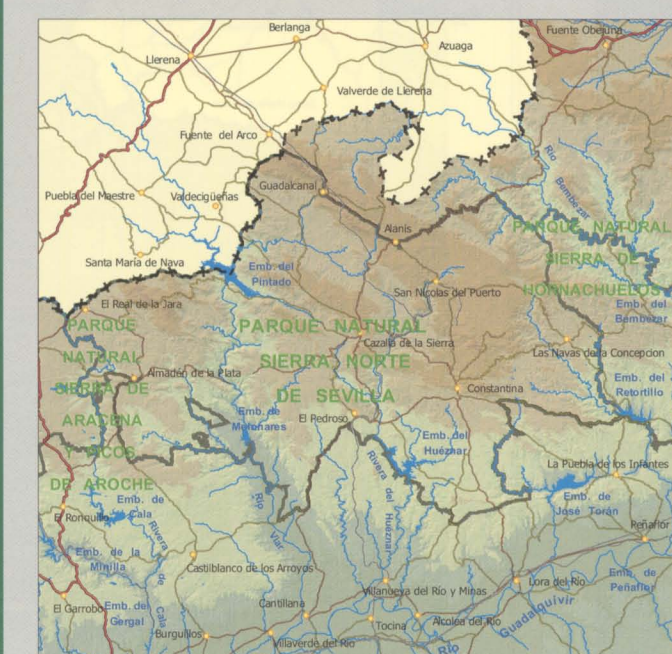 Berlanga
Fuente Obejuna
Azuaga
Llerena
Valverde de Llerena
Fuente del Arco
Río Bembezar
Guadalcanal
Puebla del Maestre
Valdecigüeñas
Alanís
PARQUE NATURAL
SIERRA DE
HORNACHUELOS
Santa María de Nava
Emb. del
Pintado
San Nicolas del Puerto
El Real de la Jara
Emb. del
Bembezar
PARQUE
NATURAL
SIERRA DE
ARACENA
Y PICOS
DE AROCHE
PARQUE NATURAL
SIERRA NORTE
DE SEVILLA
Cazalla de la Sierra
Las Navas de la Concepcion
Almadén de la Plata
Emb. del
Retortillo
Constantina
Emb. de
Melonares
El Redroso
Emb. del
Huéznar
La Puebla de los Infantes
Rivera del Huéznar
Emb. de
Cala
Río Viar
Emb. de
José Torán
El Ronquillo
Rivera de Cala
Peñaflor
Emb. de la
Minilla
Castilblanco de los Arroyos
Emb. de
Peñaflor
Lora del Río
Villanueva del Río y Minas
El Garrobo
Emb. de
Gergal
Cantillana
Tocina
Alcolea del Río
Río Guadalquivir
Burguillos
Villaverde del Río